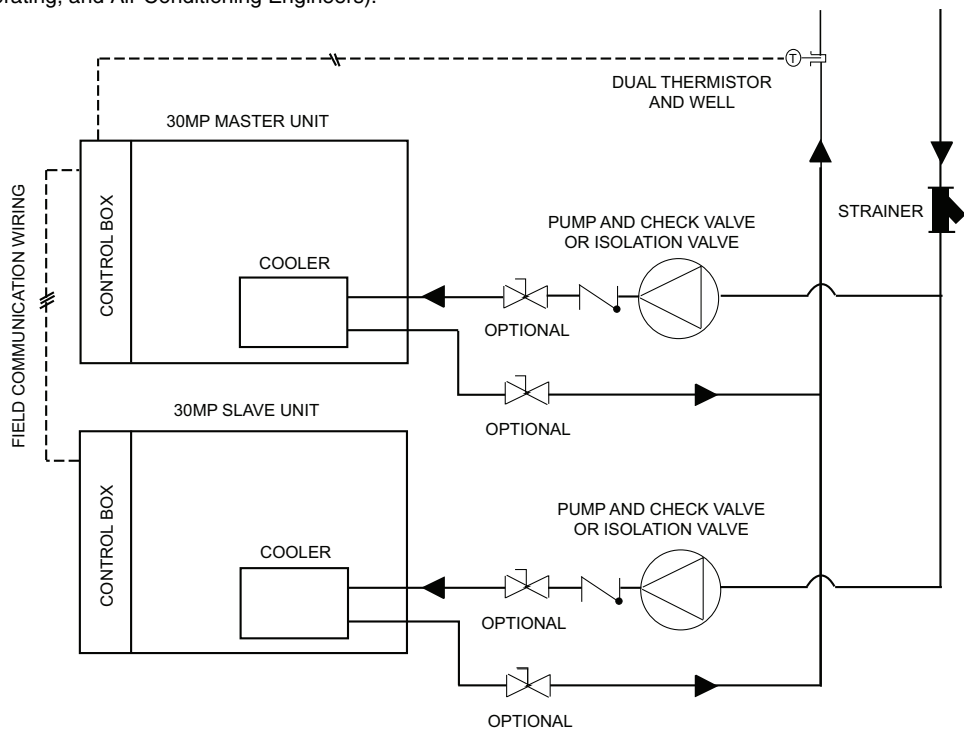 erating, and Air Conditioning Engineers).
T
DUAL THERMISTOR
AND WELL
30MP MASTER UNIT
STRAINER
FIELD COMMUNICATION WIRING
CONTROL BOX
PUMP AND CHECK VALVE
OR ISOLATION VALVE
COOLER
OPTIONAL
30MP SLAVE UNIT
OPTIONAL
CONTROL BOX
PUMP AND CHECK VALVE
OR ISOLATION VALVE
COOLER
OPTIONAL
OPTIONAL